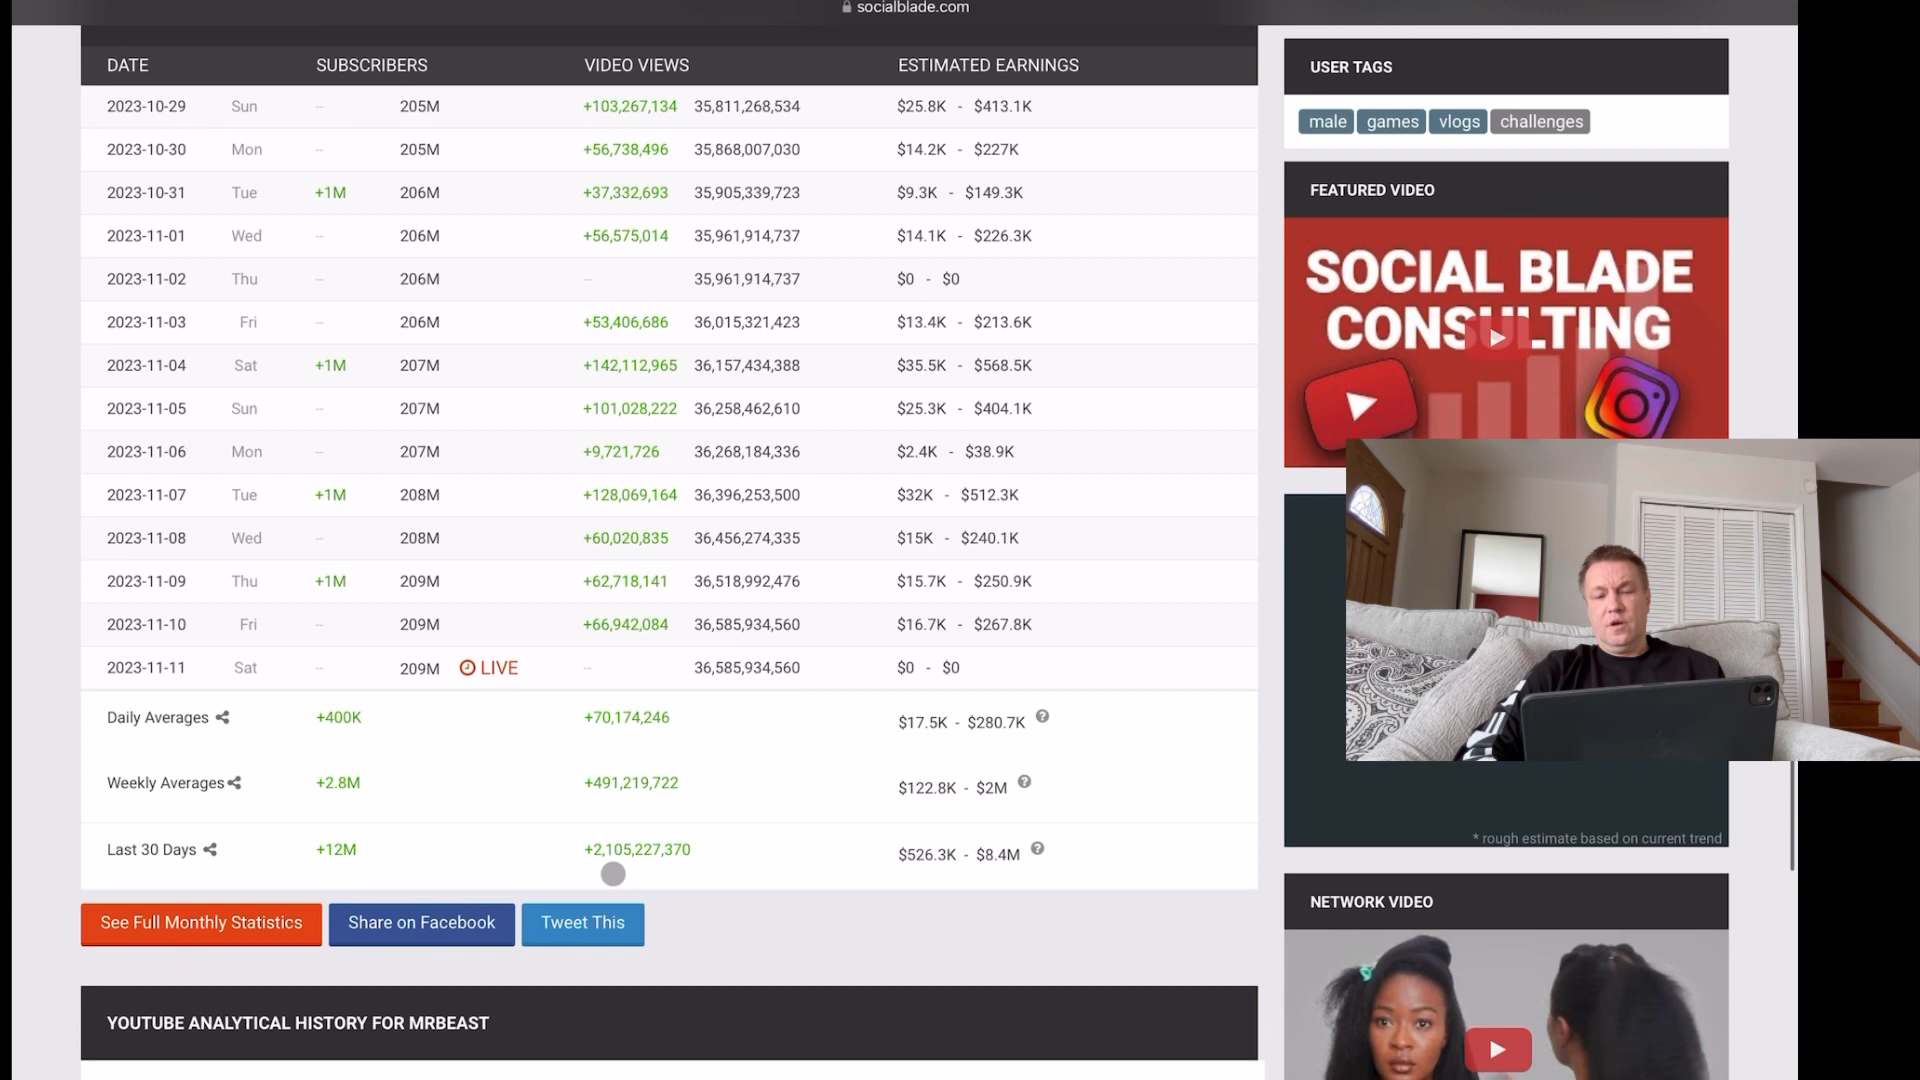 socialblade.com
DATE SUBSCRIBERS VIDEO VIEWS ESTIMATED EARNINGS
2023-10-29 Sun -- 205M +103,267,134 35,811,268,534 $25.8K - $413.1K
2023-10-30 Mon -- 205M +56,738,496 35,868,007,030 $14.2K - $227K
2023-10-31 Tue +1M 206M +37,332,693 35,905,339,723 $9.3K - $149.3K
2023-11-01 Wed -- 206M +56,575,014 35,961,914,737 $14.1K - $226.3K
2023-11-02 Thu -- 206M -- 35,961,914,737 $0 - $0
2023-11-03 Fri -- 206M +53,406,686 36,015,321,423 $13.4K - $213.6K
2023-11-04 Sat +1M 207M +142,112,965 36,157,434,388 $35.5K - $568.5K
2023-11-05 Sun -- 207M +101,028,222 36,258,462,610 $25.3K - $404.1K
2023-11-06 Mon -- 207M +9,721,726 36,268,184,336 $2.4K - $38.9K
2023-11-07 Tue +1M 208M +128,069,164 36,396,253,500 $32K - $512.3K
2023-11-08 Wed -- 208M +60,020,835 36,456,274,335 $15K - $240.1K
2023-11-09 Thu +1M 209M +62,718,141 36,518,992,476 $15.7K - $250.9K
2023-11-10 Fri -- 209M +66,942,084 36,585,934,560 $16.7K - $267.8K
2023-11-11 Sat -- 209M LIVE -- 36,585,934,560 $0 - $0
Daily Averages +400K +70,174,246 $17.5K - $280.7K
Weekly Averages +2.8M +491,219,722 $122.8K - $2M
Last 30 Days +12M +2,105,227,370 $526.3K - $8.4M
See Full Monthly Statistics Share on Facebook Tweet This
YOUTUBE ANALYTICAL HISTORY FOR MRBEAST
USER TAGS
male games vlogs challenges
FEATURED VIDEO
SOCIAL BLADE
CONSULTING
* rough estimate based on current trend
NETWORK VIDEO